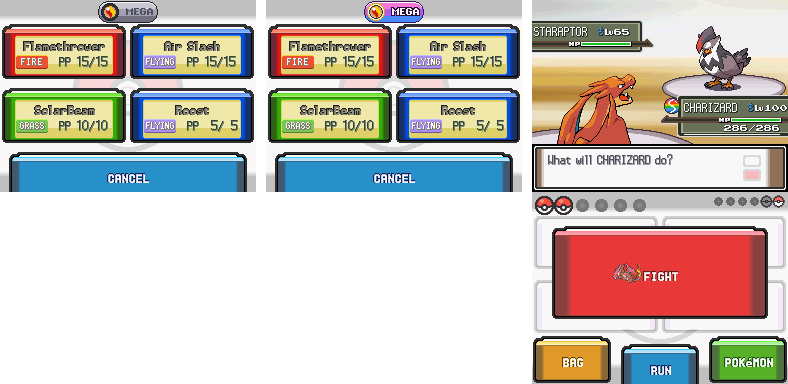 MEGA
Flamethrower
FIRE PP 15/15
Air Slash
FLYING PP 15/15
SolarBeam
GRASS PP 10/10
Roost
FLYING PP 5/ 5
CANCEL
MEGA
Flamethrower
FIRE PP 15/15
Air Slash
FLYING PP 15/15
SolarBeam
GRASS PP 10/10
Roost
FLYING PP 5/ 5
CANCEL
STARAPTOR ♂Lv65
HP
CHARIZARD ♂Lv100
HP
286/286
What will CHARIZARD do?
FIGHT
BAG
RUN
POKéMON